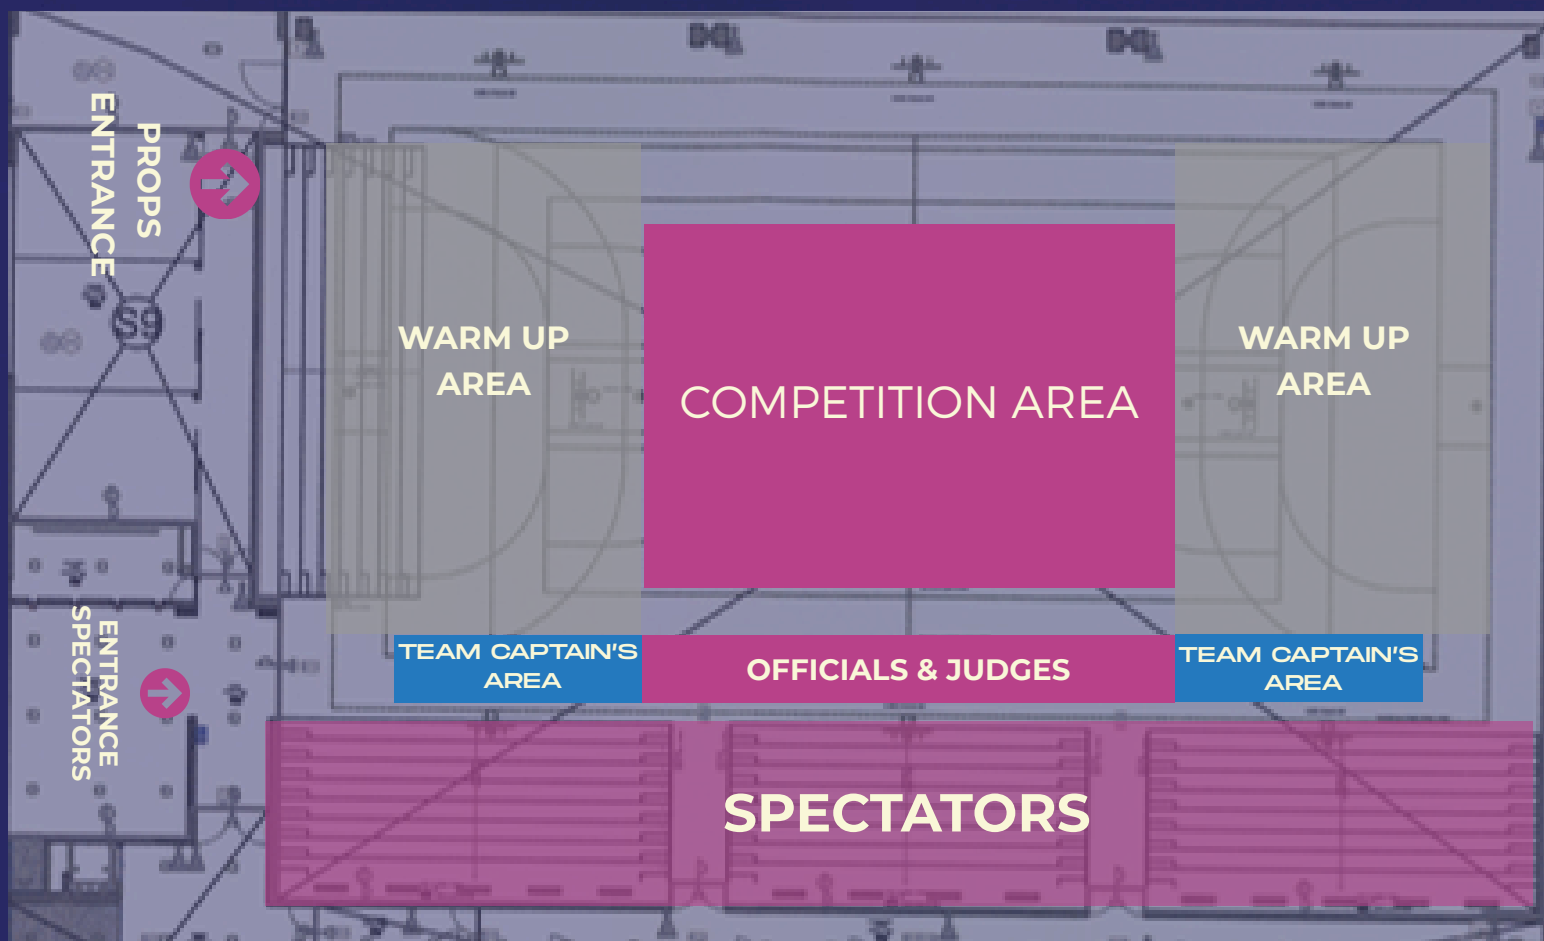 PROPS
ENTRANCE
S9
WARM UP
AREA
COMPETITION AREA
WARM UP
AREA
ENTRANCE
SPECTATORS
TEAM CAPTAIN'S
AREA
OFFICIALS & JUDGES
TEAM CAPTAIN'S
AREA
SPECTATORS